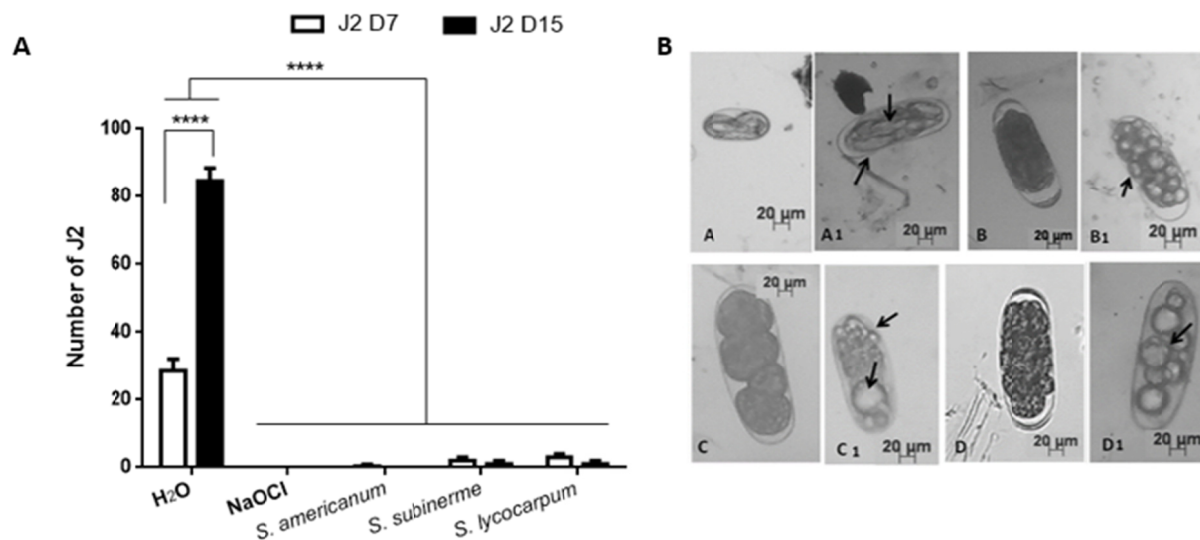 J2 D7 J2 D15
A
B
****
****
Number of J2
100
80
60
40
20
0
H2O
NaOCl
S. americanum
S. subinerme
S. lycocarpum
20 µm
A
20 µm
A1
20 µm
B
20 µm
B1
20 µm
C
20 µm
C1
20 µm
D
20 µm
D1
20 µm